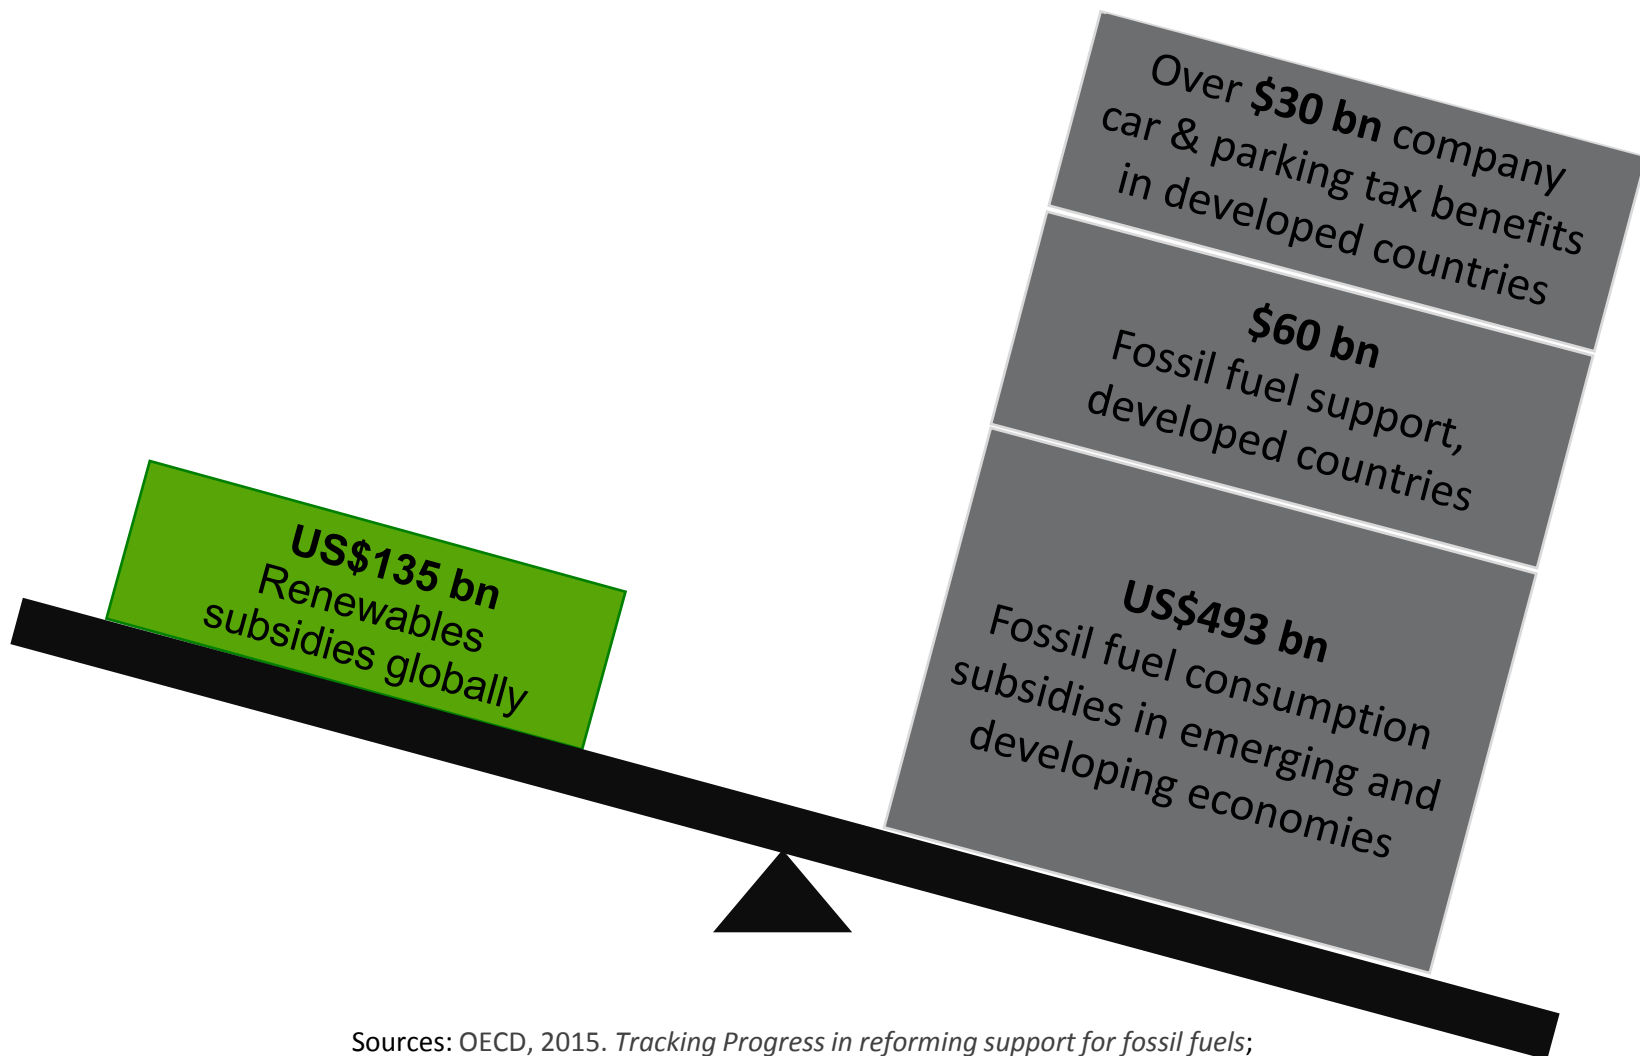 Over $30 bn company
car & parking tax benefits
in developed countries
$60 bn
Fossil fuel support,
developed countries
US$135 bn
Renewables
subsidies globally
US$493 bn
Fossil fuel consumption
subsidies in emerging and
developing economies
Sources: OECD, 2015. Tracking Progress in reforming support for fossil fuels;